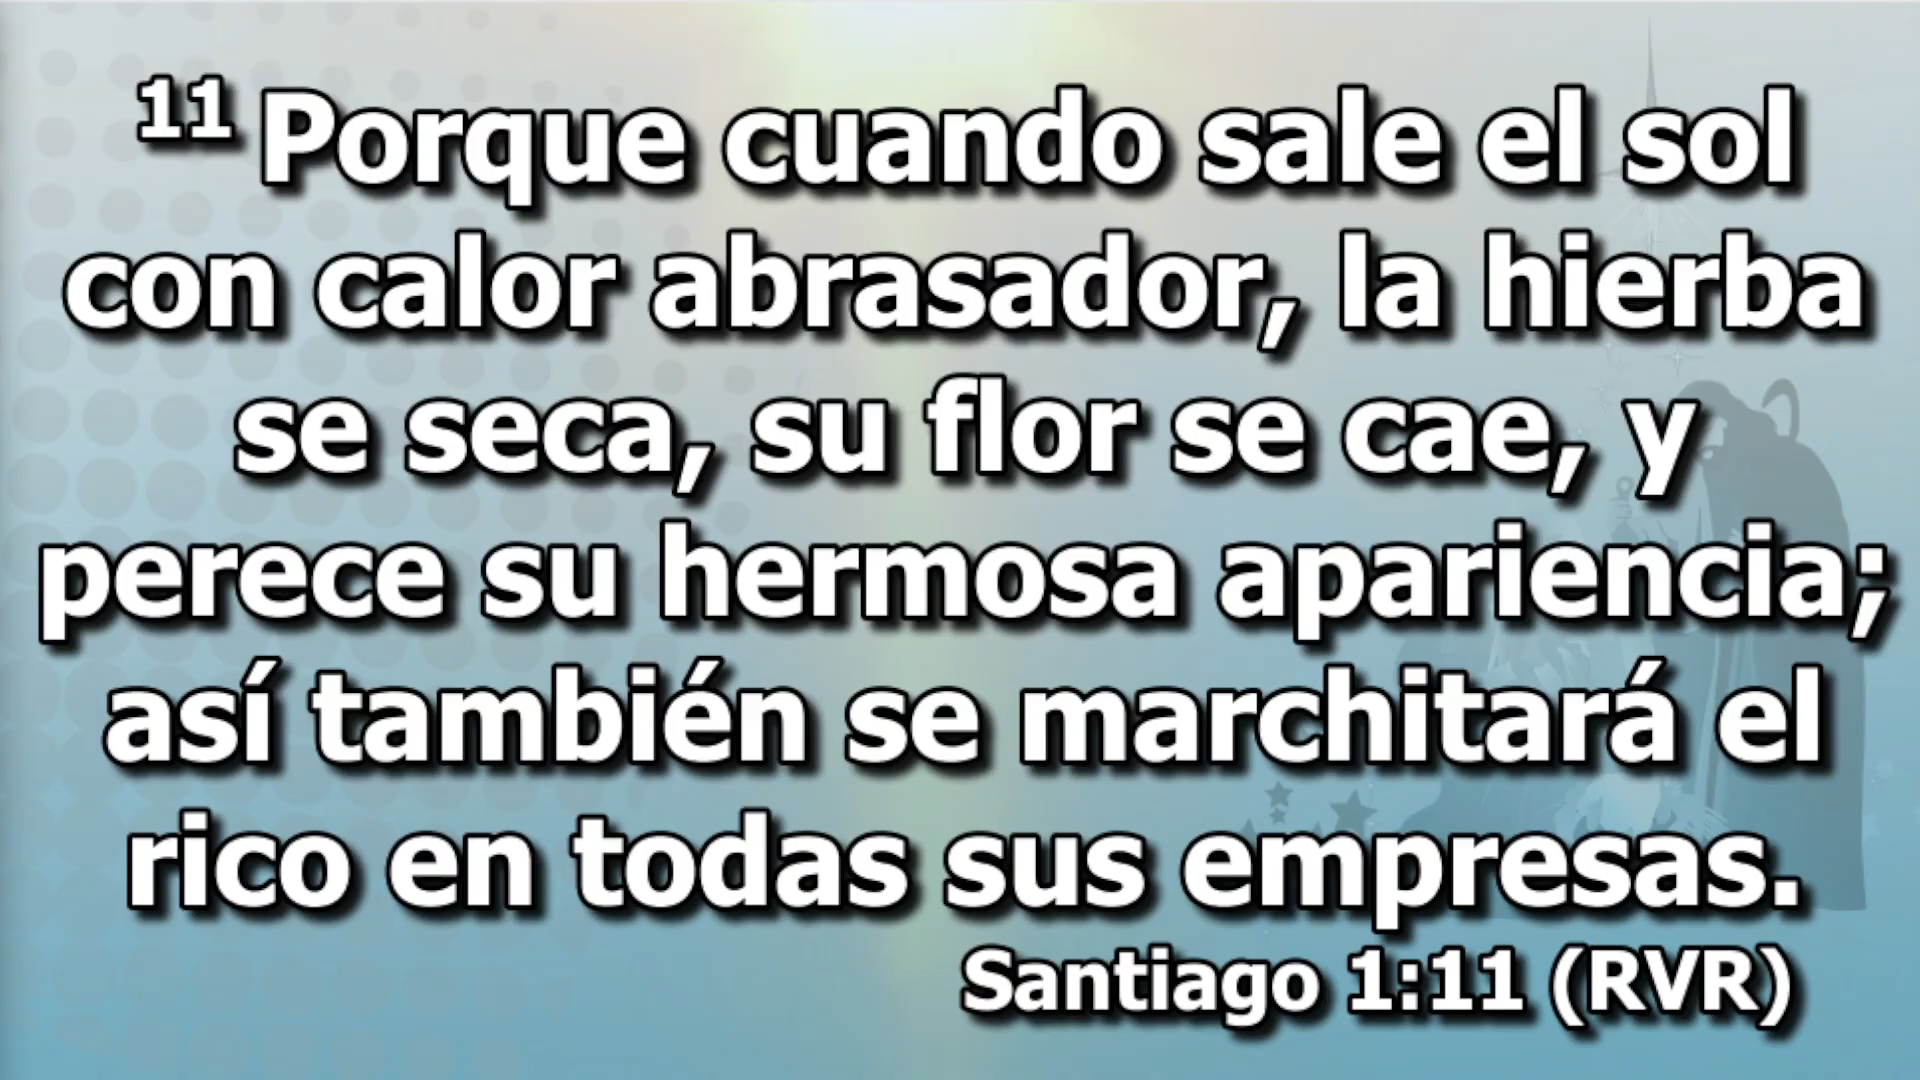 11 Porque cuando sale el sol
con calor abrasador, la hierba
se seca, su flor se cae, y
perece su hermosa apariencia;
así también se marchitará el
rico en todas sus empresas.
Santiago 1:11 (RVR)